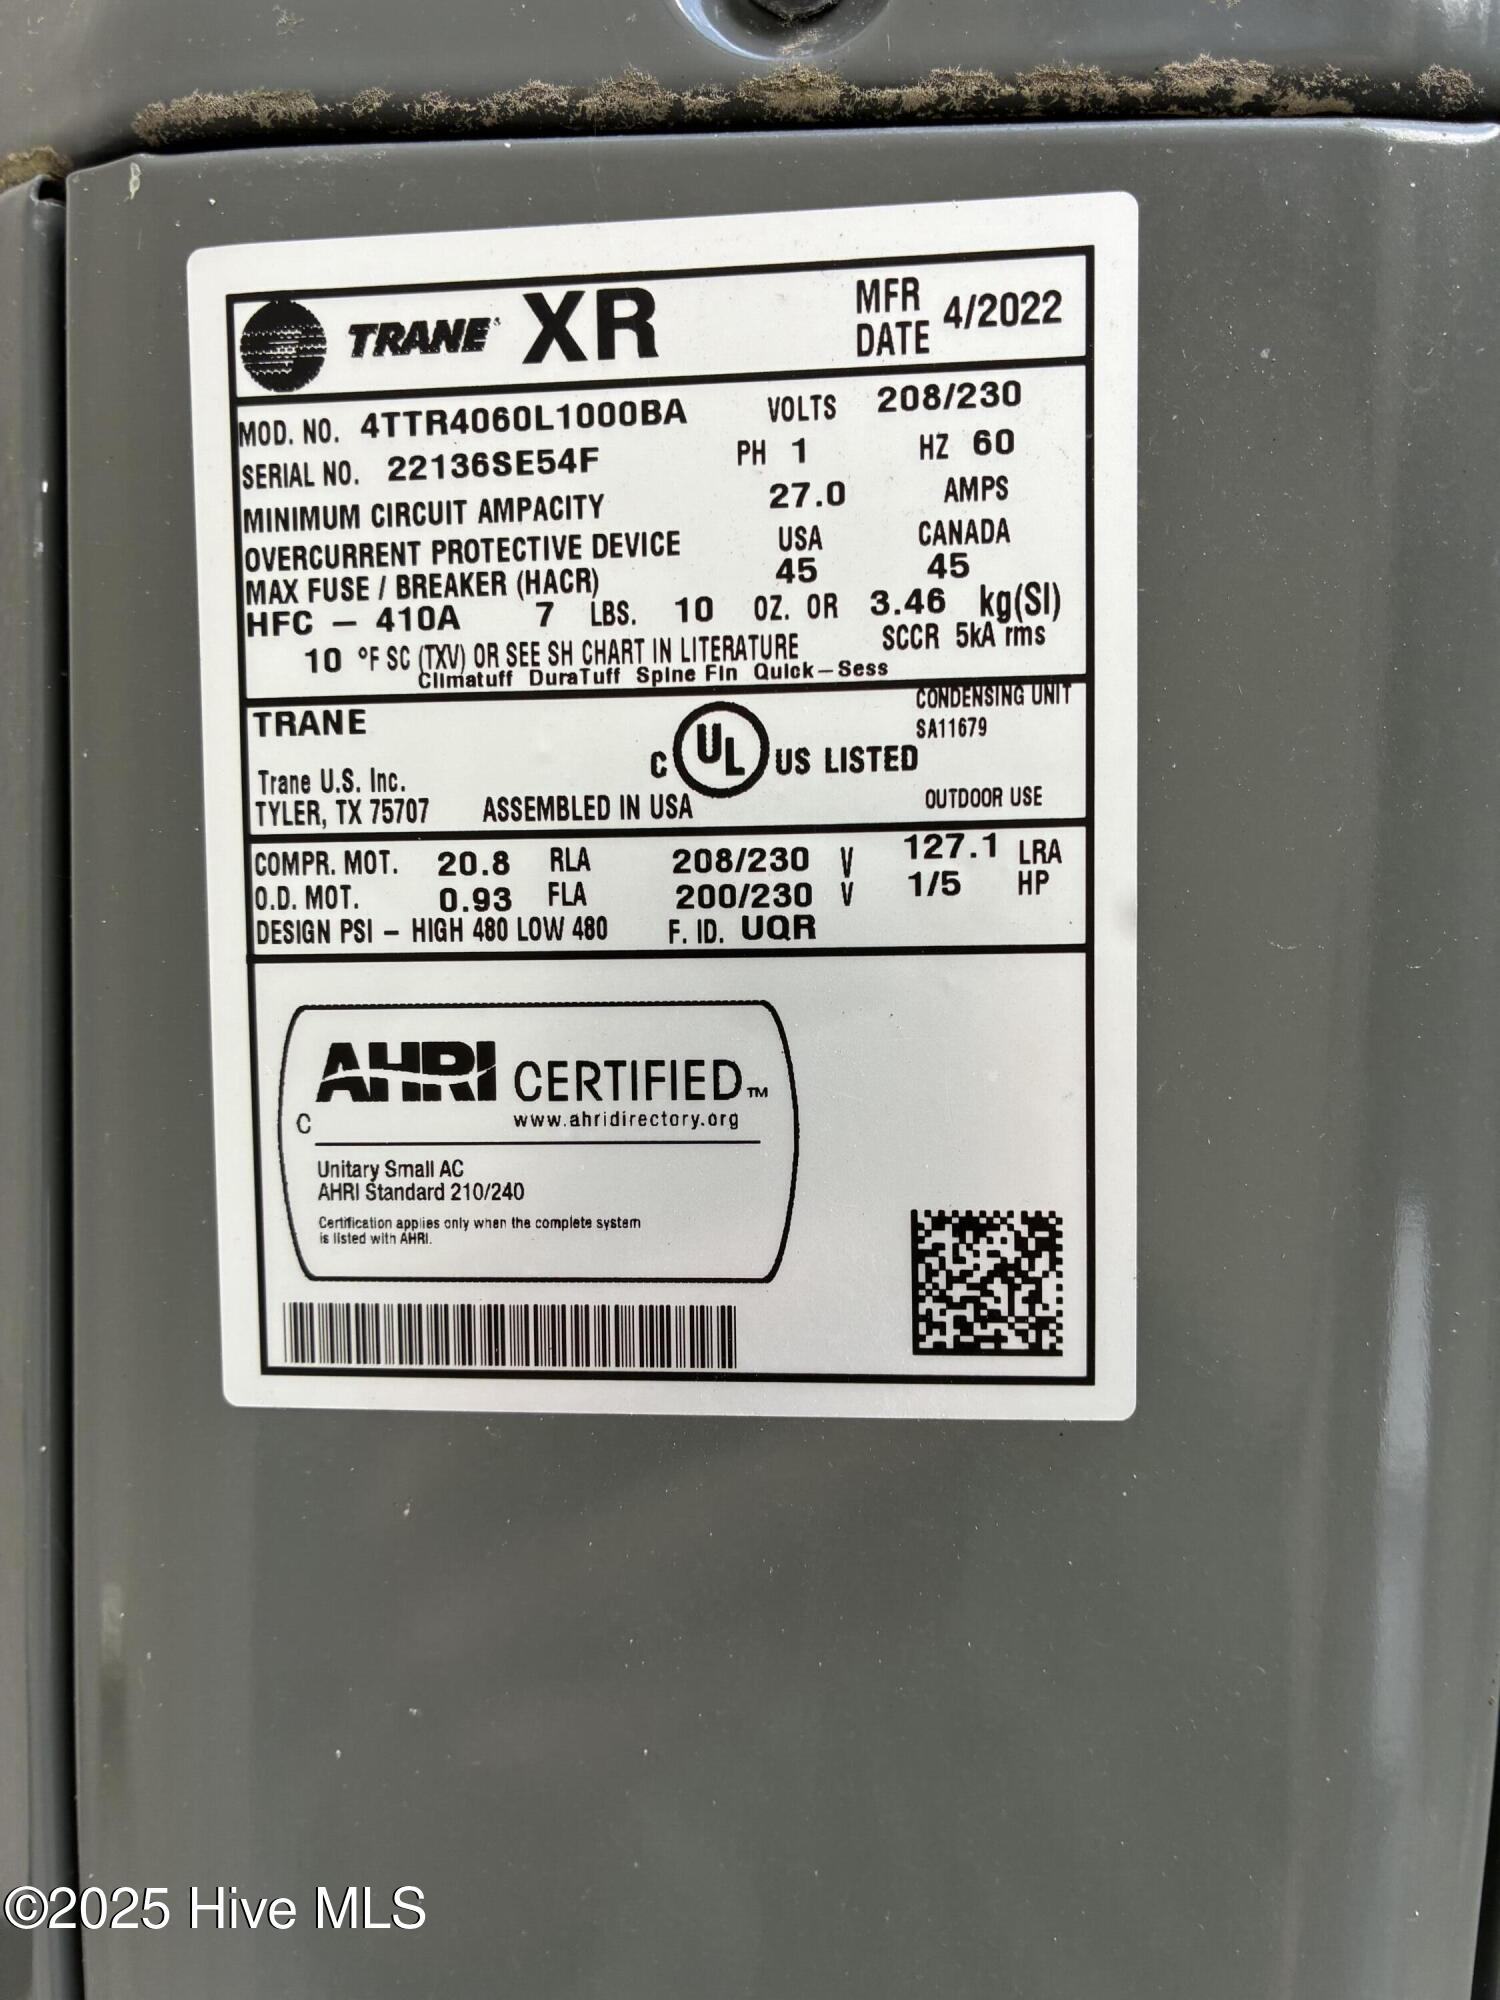 TRANE XR MFR DATE 4/2022
MOD. NO. 4TTR4060L1000BA VOLTS 208/230
SERIAL NO. 22136SE54F PH 1 HZ 60
MINIMUM CIRCUIT AMPACITY 27.0 AMPS
OVERCURRENT PROTECTIVE DEVICE USA CANADA
MAX FUSE / BREAKER (HACR) 45 45
HFC - 410A 7 LBS. 10 OZ. OR 3.46 kg(SI)
10 °F SC (TXV) OR SEE SH CHART IN LITERATURE SCCR 5kA rms
Climatuff DuraTuff Spine Fin Quick-Sess
TRANE CONDENSING UNIT
SA11679
C UL US LISTED
Trane U.S. Inc.
TYLER, TX 75707 ASSEMBLED IN USA OUTDOOR USE
COMPR. MOT. 20.8 RLA 208/230 V 127.1 LRA
O.D. MOT. 0.93 FLA 200/230 V 1/5 HP
DESIGN PSI - HIGH 480 LOW 480 F. ID. UQR
AHRI CERTIFIED™
C www.ahridirectory.org
Unitary Small AC
AHRI Standard 210/240
Certification applies only when the complete system
is listed with AHRI.
©2025 Hive MLS